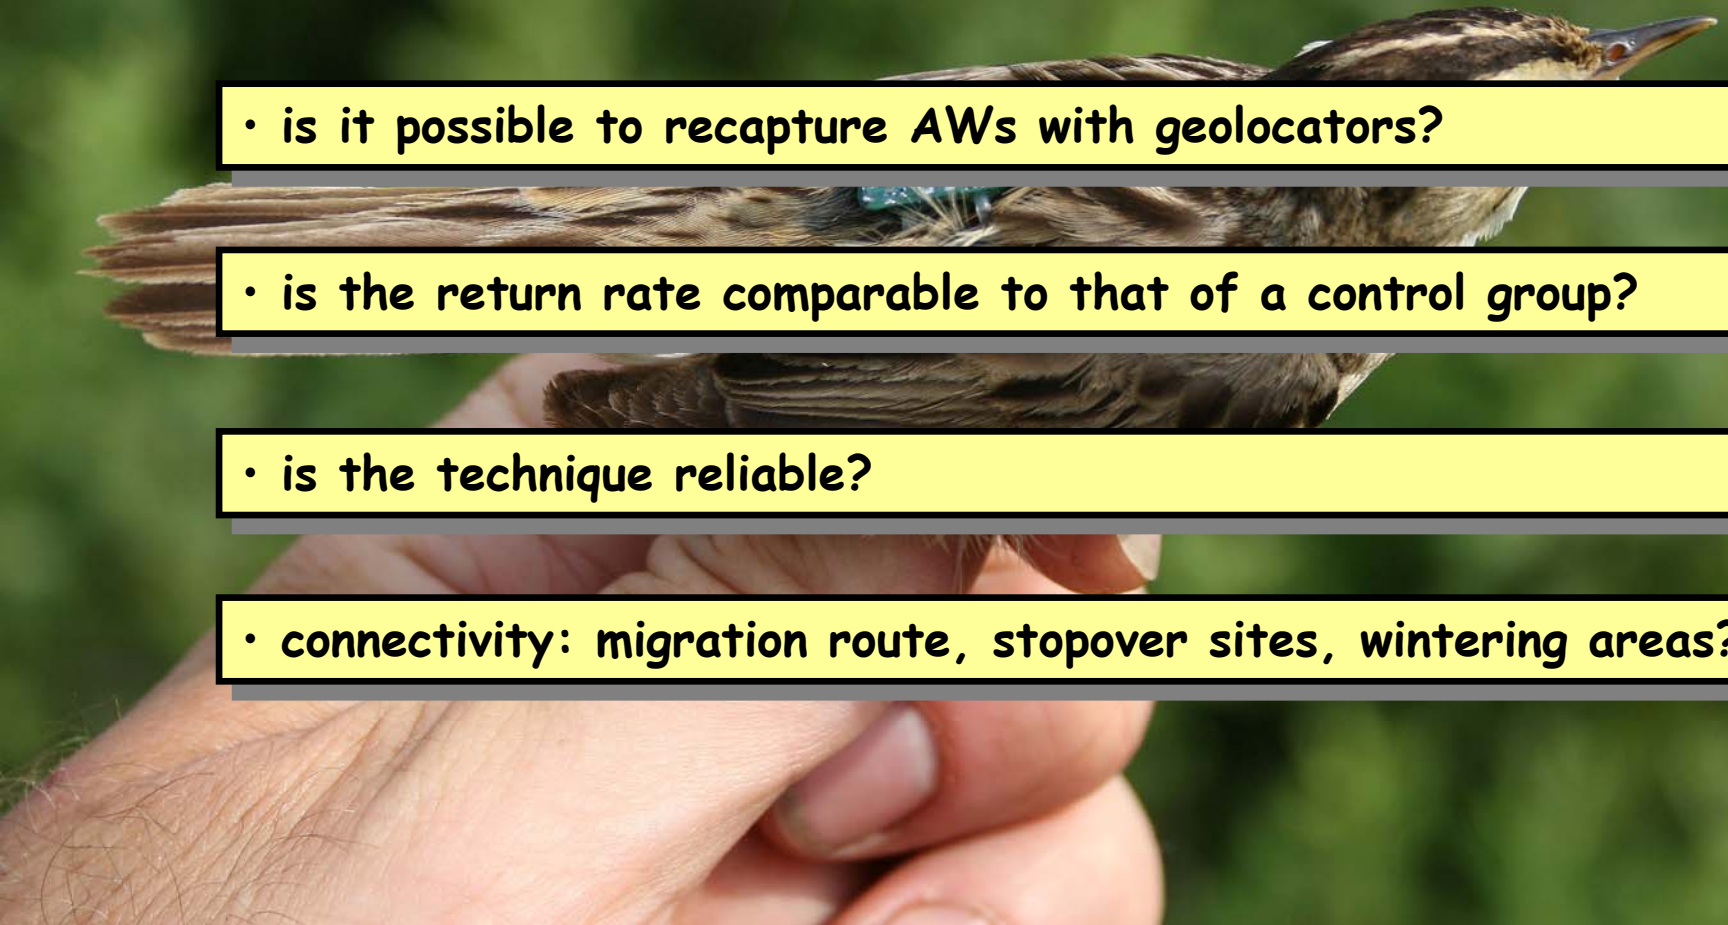 • is it possible to recapture AWs with geolocators?
• is the return rate comparable to that of a control group?
• is the technique reliable?
• connectivity: migration route, stopover sites, wintering areas?